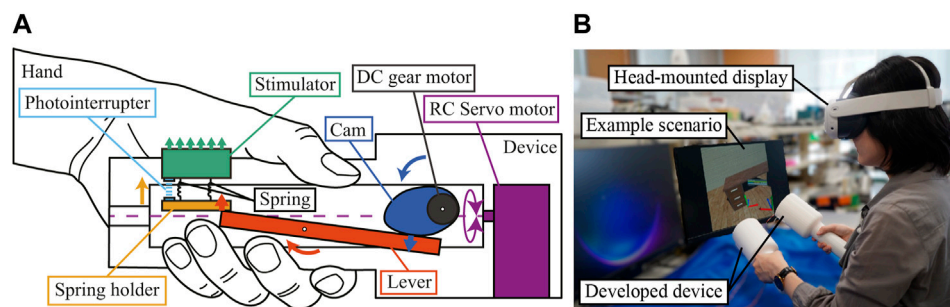 A
Hand
Photointerrupter
Stimulator
DC gear motor
RC Servo motor
Cam
Device
Spring
Spring holder
Lever
B
Head-mounted display
Example scenario
Developed device